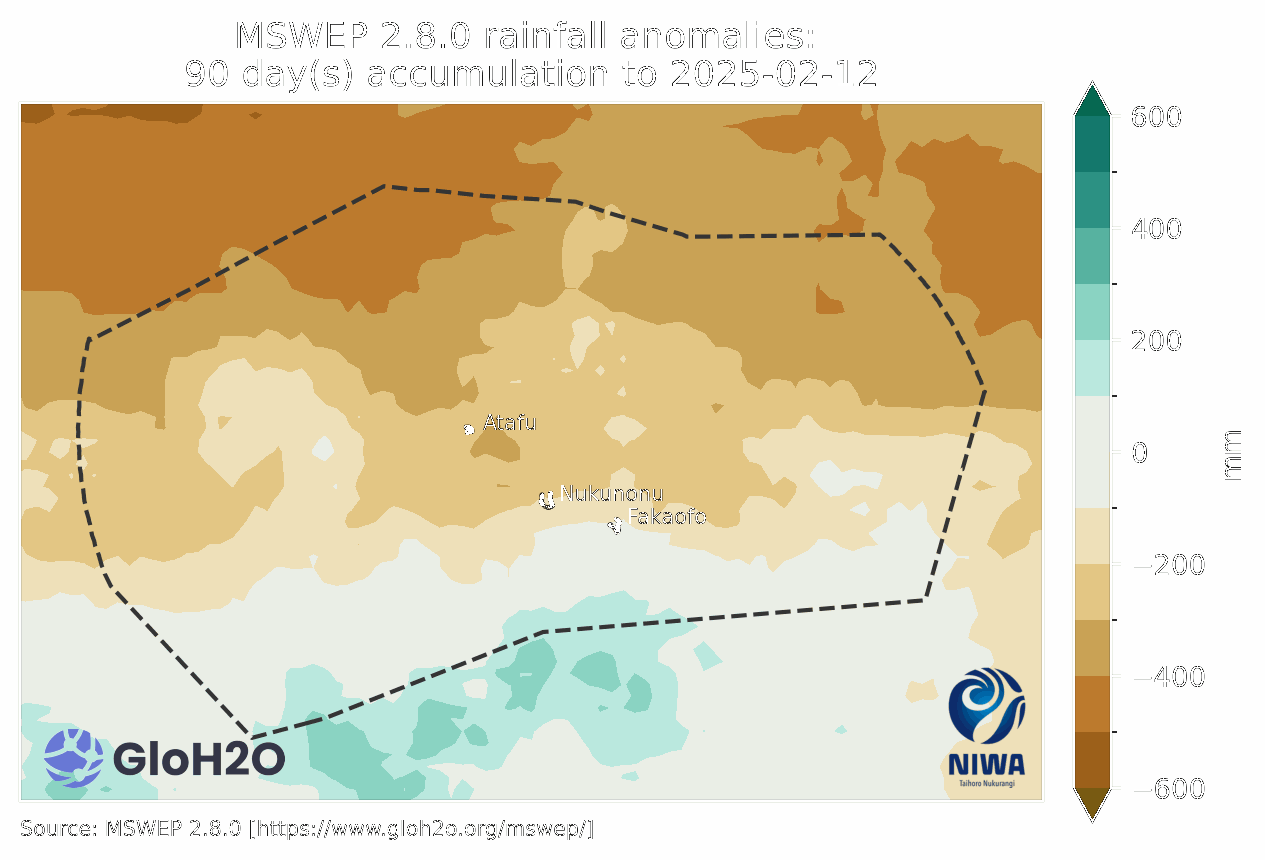 MSWEP 2.8.0 rainfall anomalies:
90 day(s) accumulation to 2025-02-12
600
400
200
0
−200
−400
−600
mm
Atafu
Nukunonu
Fakaofo
GloH2O
NIWA
Taihoro Nukurangi
Source: MSWEP 2.8.0 [https://www.gloh2o.org/mswep/]